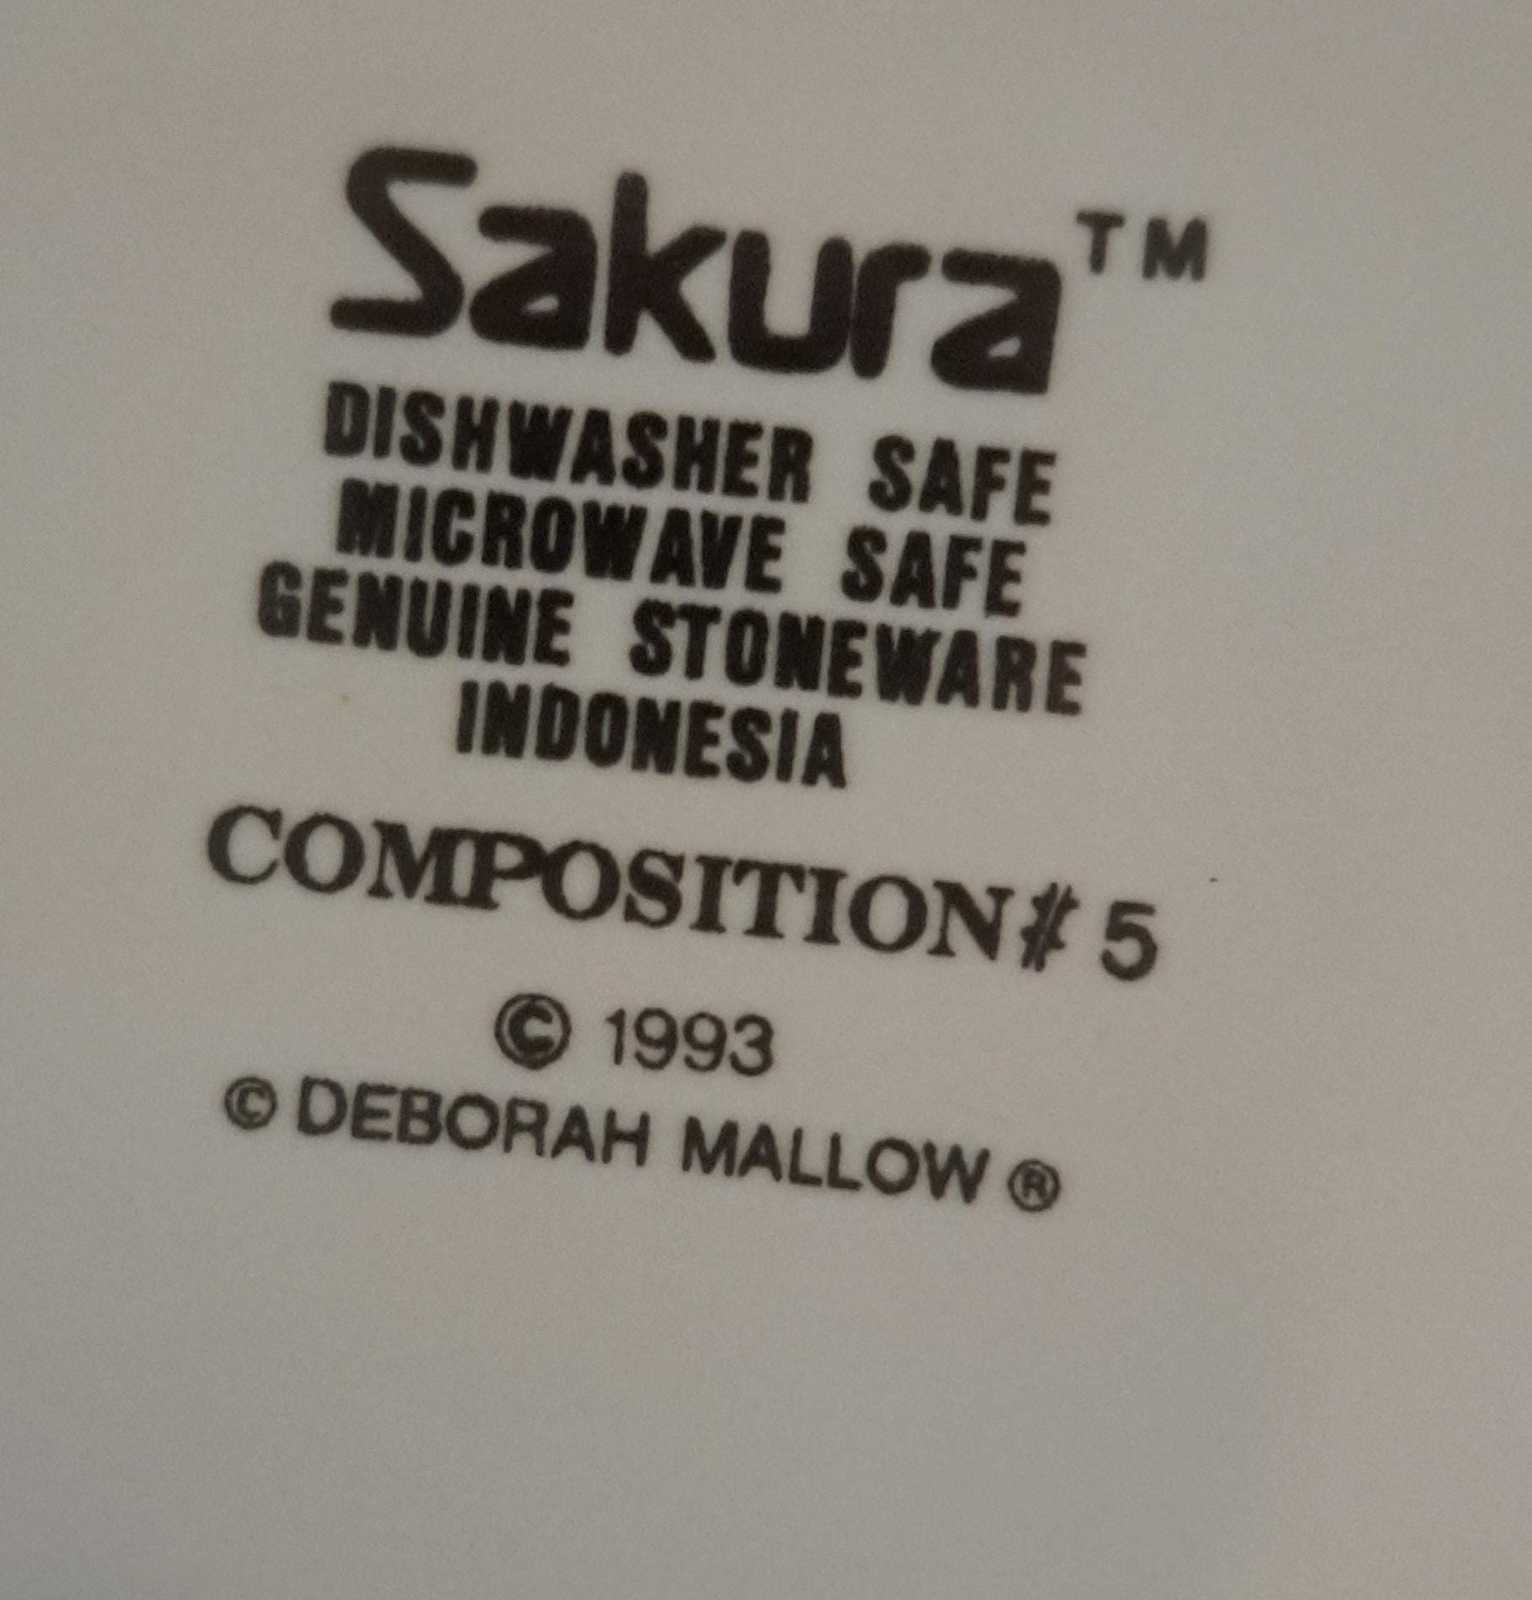 Sakura™
DISHWASHER SAFE
MICROWAVE SAFE
GENUINE STONEWARE
INDONESIA
COMPOSITION# 5
© 1993
© DEBORAH MALLOW ®